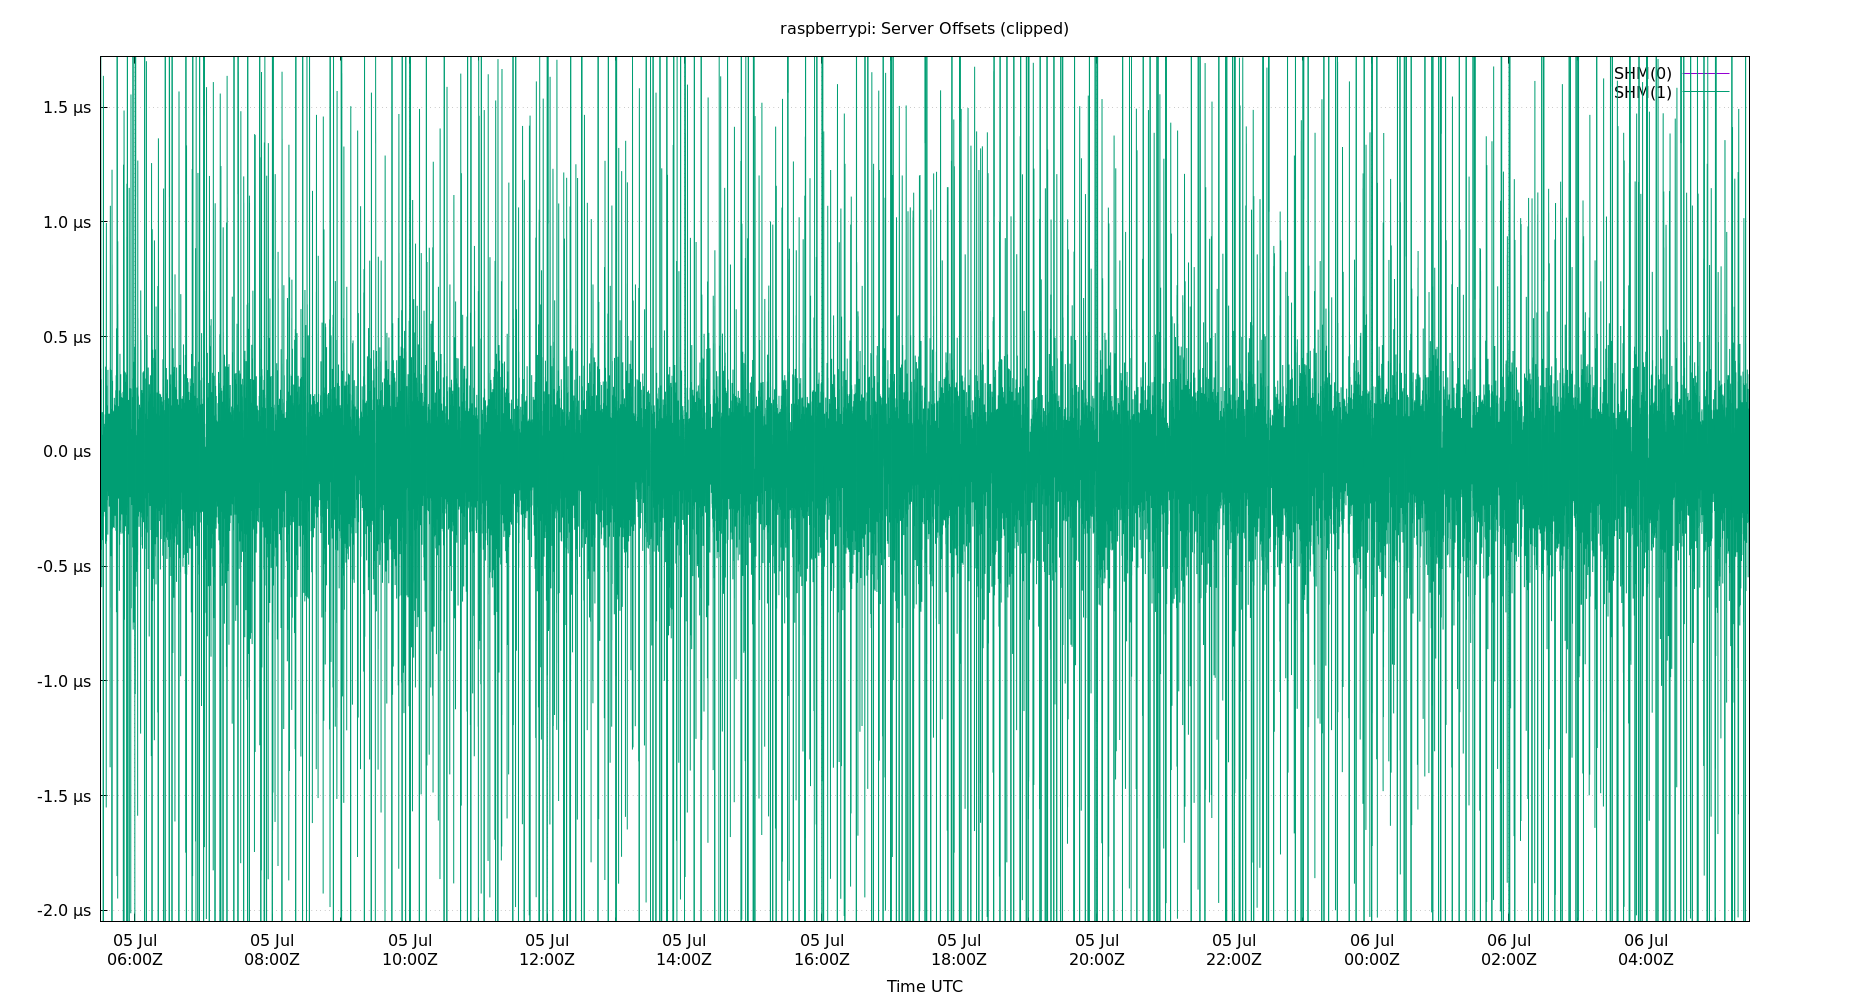 raspberrypi: Server Offsets (clipped)
SHM(0)
SHM(1)
1.5 µs
1.0 µs
0.5 µs
0.0 µs
-0.5 µs
-1.0 µs
-1.5 µs
-2.0 µs
05 Jul 05 Jul 05 Jul 05 Jul 05 Jul 05 Jul 05 Jul 05 Jul 05 Jul 06 Jul 06 Jul 06 Jul
06:00Z 08:00Z 10:00Z 12:00Z 14:00Z 16:00Z 18:00Z 20:00Z 22:00Z 00:00Z 02:00Z 04:00Z
Time UTC